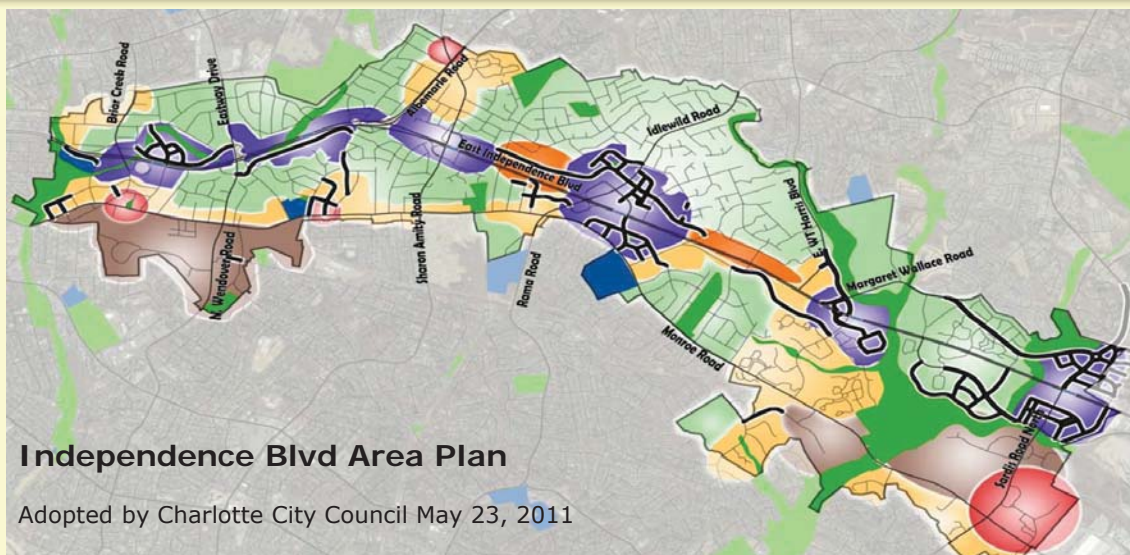 Briar Creek Road
Eastway Drive
Albemarle Road
Idlewild Road
East Independence Blvd
E WT Harris Blvd
Sharon Amity Road
N. Wendover Road
Rama Road
Margaret Wallace Road
Monroe Road
Sardis Road North
Independence Blvd Area Plan
Adopted by Charlotte City Council May 23, 2011